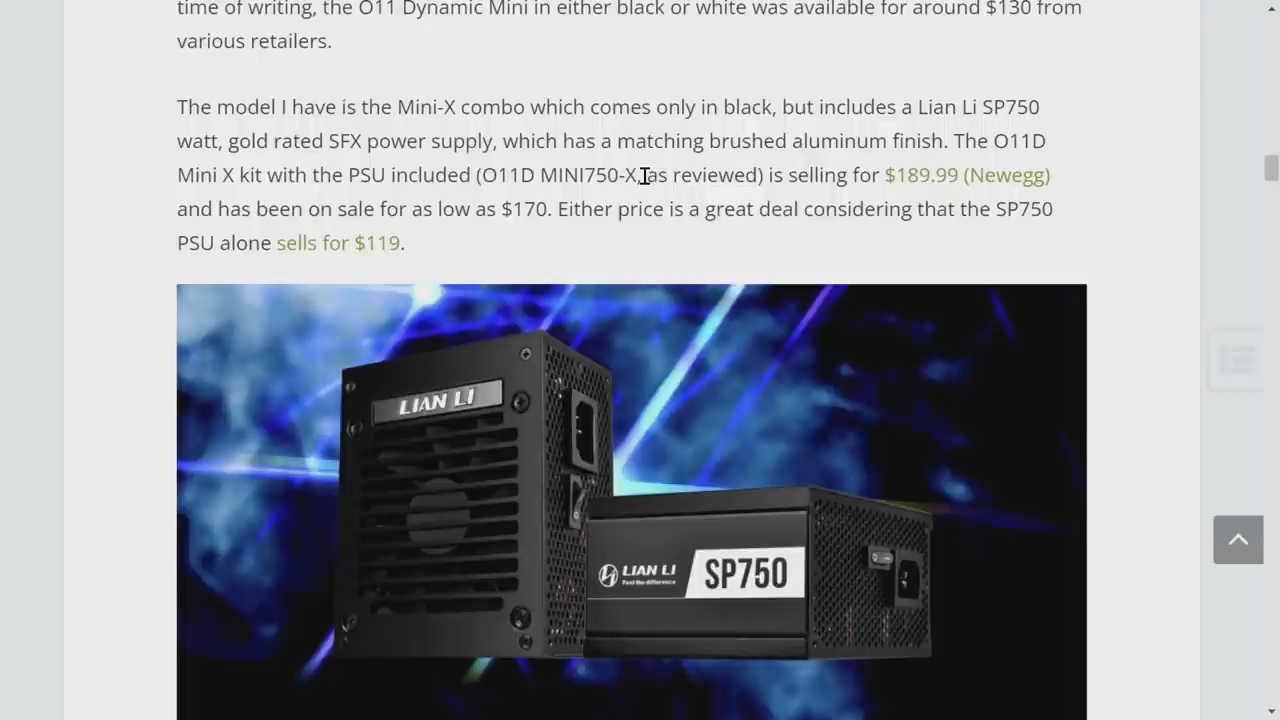 time of writing, the O11 Dynamic Mini in either black or white was available for around $130 from
various retailers.
The model I have is the Mini-X combo which comes only in black, but includes a Lian Li SP750
watt, gold rated SFX power supply, which has a matching brushed aluminum finish. The O11D
Mini X kit with the PSU included (O11D MINI750-X, as reviewed) is selling for $189.99 (Newegg)
and has been on sale for as low as $170. Either price is a great deal considering that the SP750
PSU alone sells for $119.
LIAN LI
LIAN LI
Feel the difference
SP750